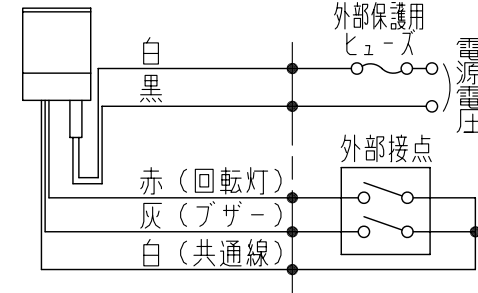 外部保護用
ヒューズ
白
黒
電源電圧
外部接点
赤（回転灯）
灰（ブザー）
白（共通線）